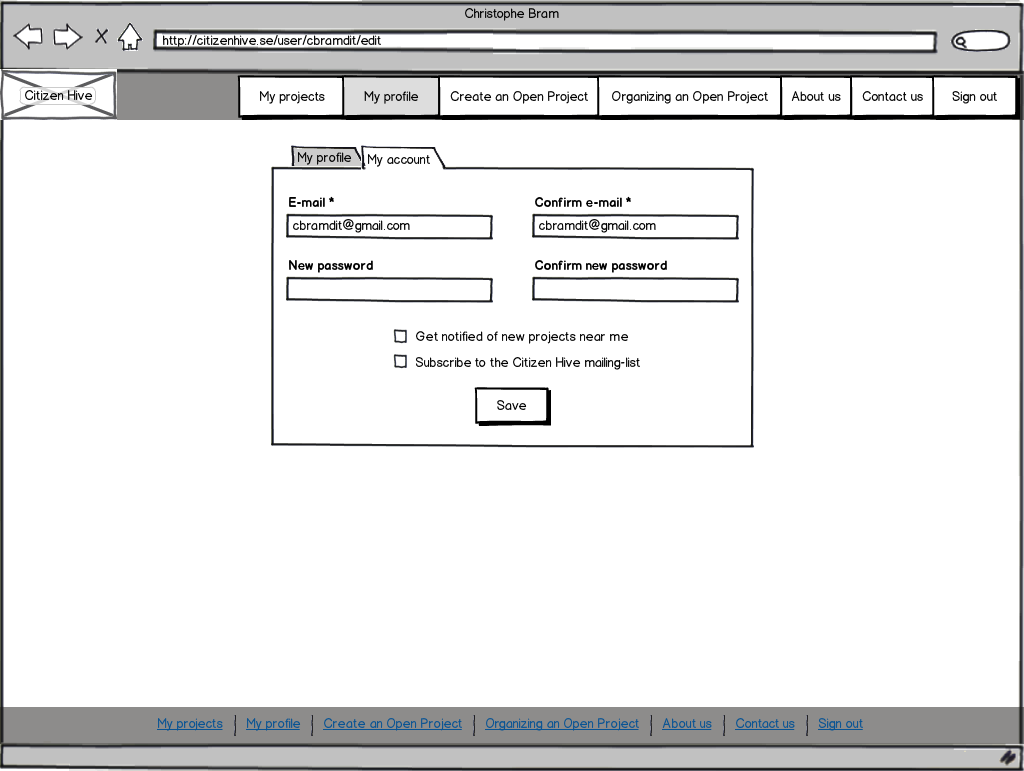 Christophe Bram
http://citizenhive.se/user/cbramdit/edit
Citizen Hive
My projects My profile Create an Open Project Organizing an Open Project About us Contact us Sign out
My profile My account
E-mail * Confirm e-mail *
cbramdit@gmail.com cbramdit@gmail.com
New password Confirm new password
Get notified of new projects near me
Subscribe to the Citizen Hive mailing-list
Save
My projects | My profile | Create an Open Project | Organizing an Open Project | About us | Contact us | Sign out